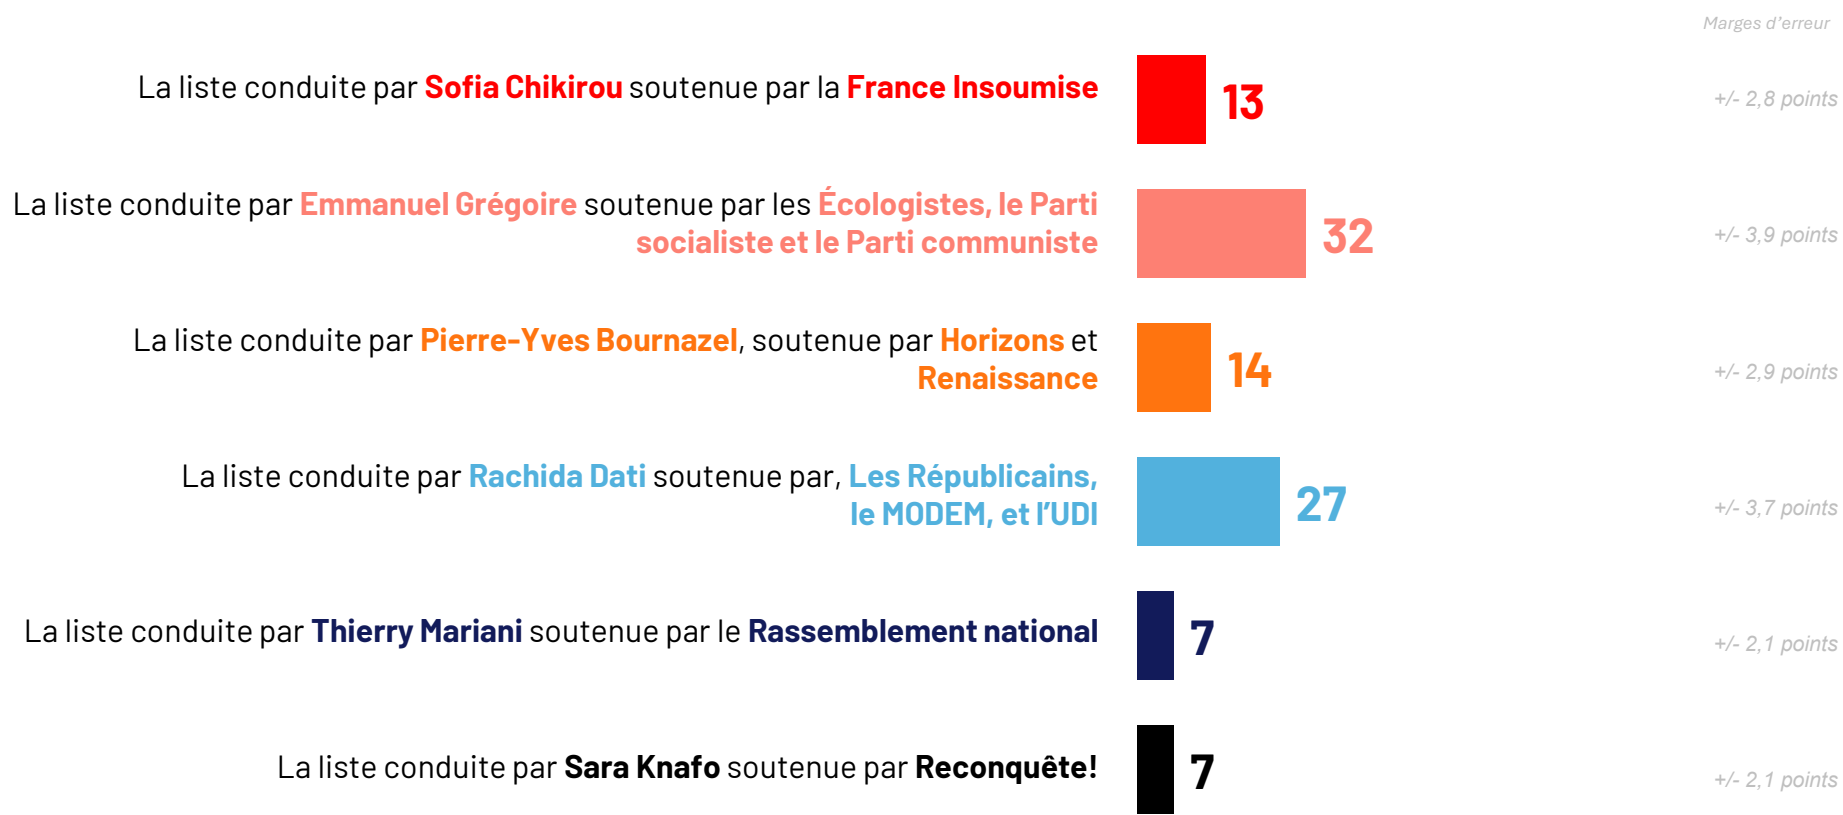 Marges d’erreur
La liste conduite par Sofia Chikirou soutenue par la France Insoumise
13
+/- 2,8 points
La liste conduite par Emmanuel Grégoire soutenue par les Écologistes, le Parti
socialiste et le Parti communiste
32
+/- 3,9 points
La liste conduite par Pierre-Yves Bournazel, soutenue par Horizons et
Renaissance
14
+/- 2,9 points
La liste conduite par Rachida Dati soutenue par, Les Républicains,
le MODEM, et l’UDI
27
+/- 3,7 points
La liste conduite par Thierry Mariani soutenue par le Rassemblement national
7
+/- 2,1 points
La liste conduite par Sara Knafo soutenue par Reconquête!
7
+/- 2,1 points